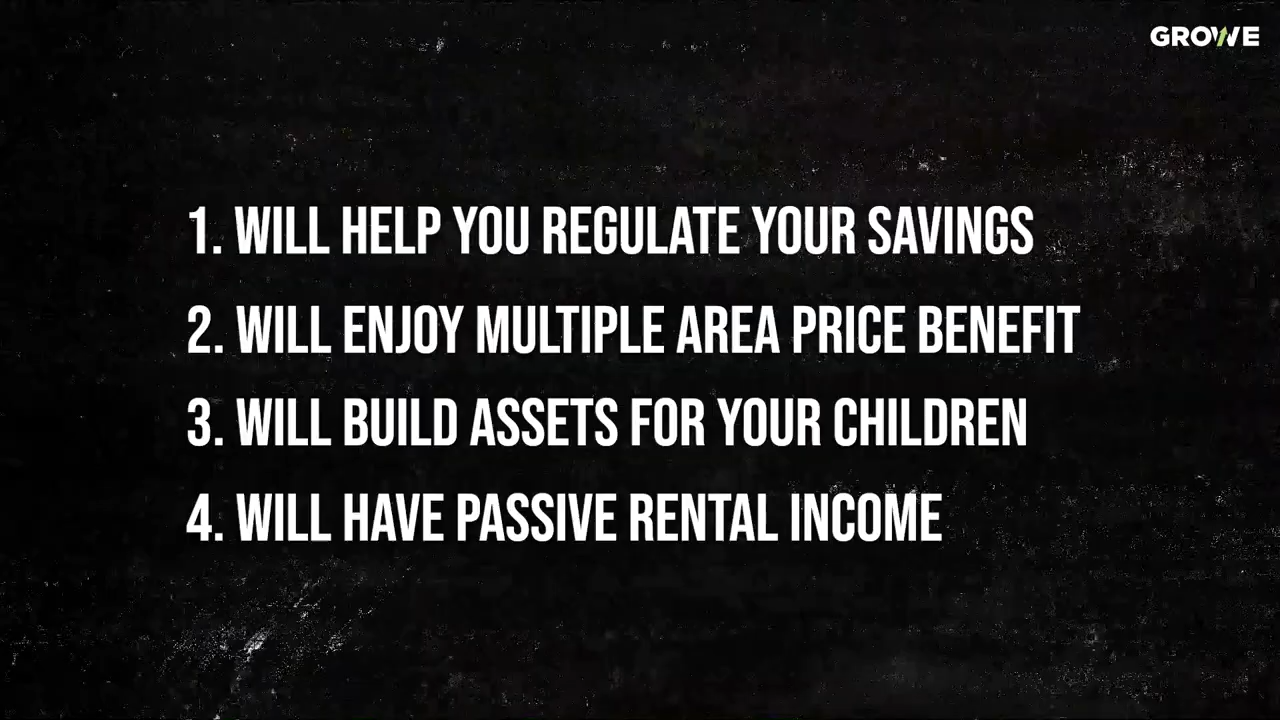 GROWE
1. WILL HELP YOU REGULATE YOUR SAVINGS
2. WILL ENJOY MULTIPLE AREA PRICE BENEFIT
3. WILL BUILD ASSETS FOR YOUR CHILDREN
4. WILL HAVE PASSIVE RENTAL INCOME